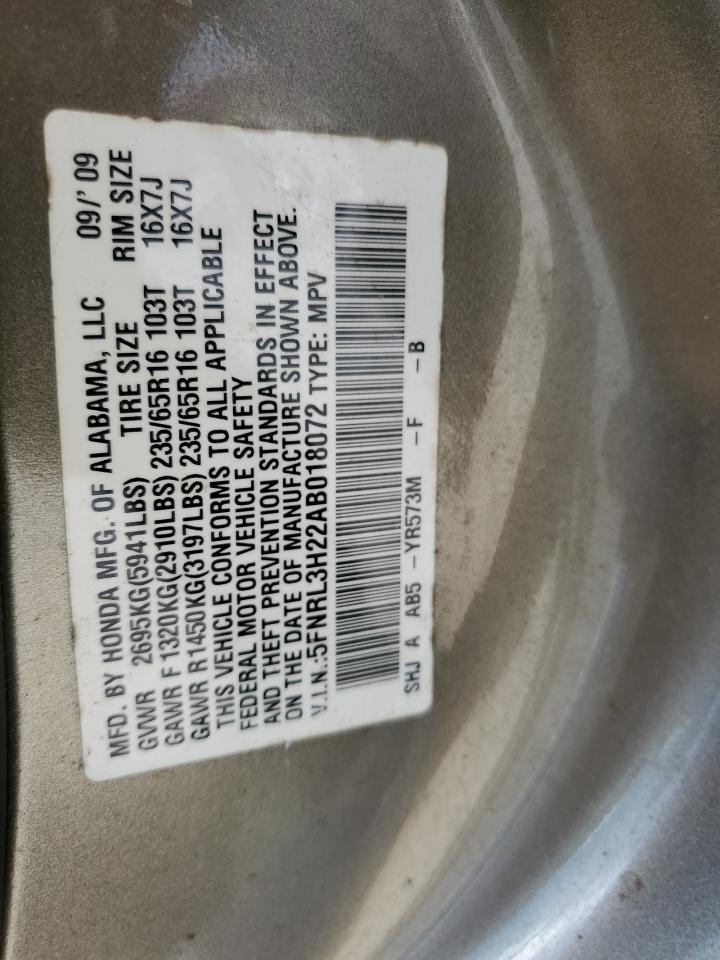 MFD. BY HONDA MFG. OF ALABAMA, LLC 09/' 09
GVWR 2695KG(5941LBS) TIRE SIZE RIM SIZE
GAWR F 1320KG(2910LBS) 235/65R16 103T 16X7J
GAWR R1450KG(3197LBS) 235/65R16 103T 16X7J
THIS VEHICLE CONFORMS TO ALL APPLICABLE
FEDERAL MOTOR VEHICLE SAFETY
AND THEFT PREVENTION STANDARDS IN EFFECT
ON THE DATE OF MANUFACTURE SHOWN ABOVE.
V.I.N.:5FNRL3H22AB018072 TYPE: MPV
SHJ A AB5 -YR573M -F -B